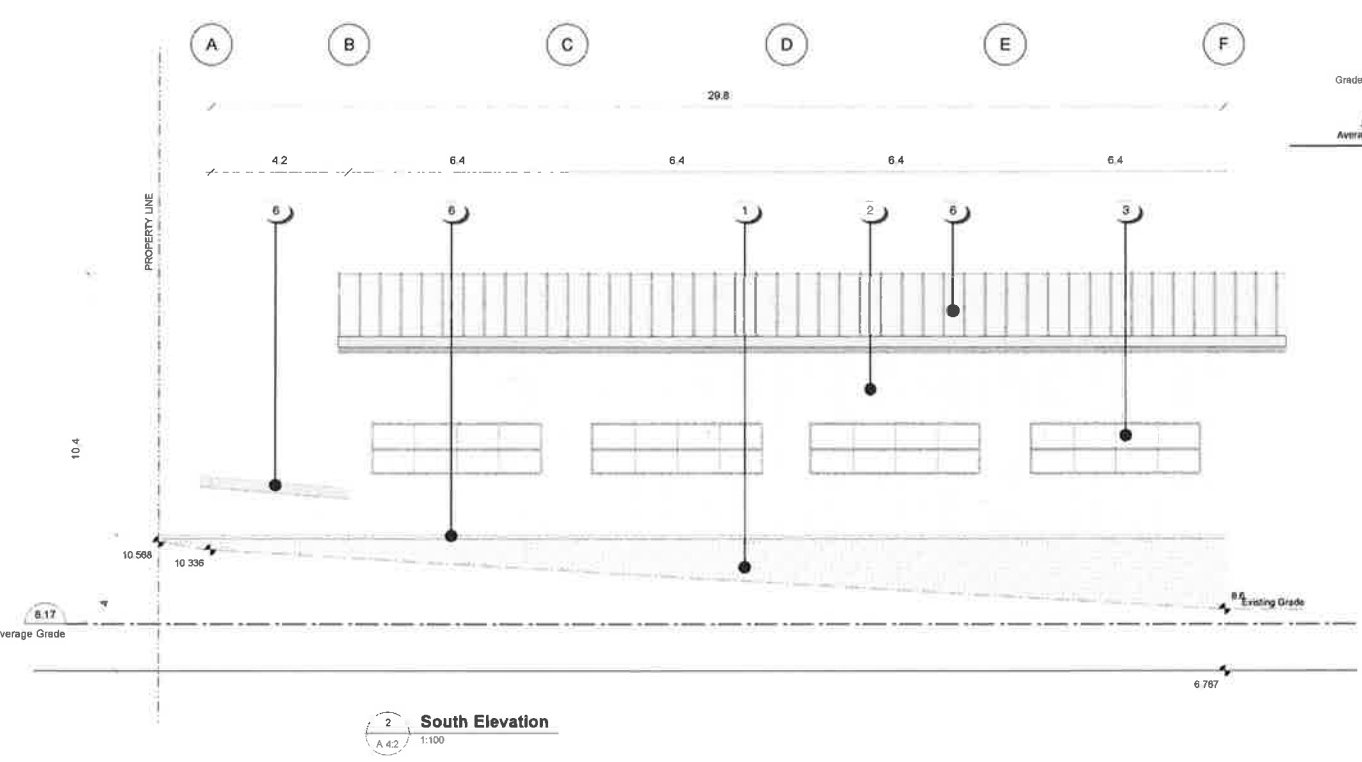 A B C D E F
Grade
29.8
4.2 6.4 6.4 6.4 6.4
PROPERTY LINE
6 6 1 2 6 3
10.4
10 568
10 336
8.17
verage Grade
Existing Grade
6 767
2 South Elevation
A 4:2 1:100